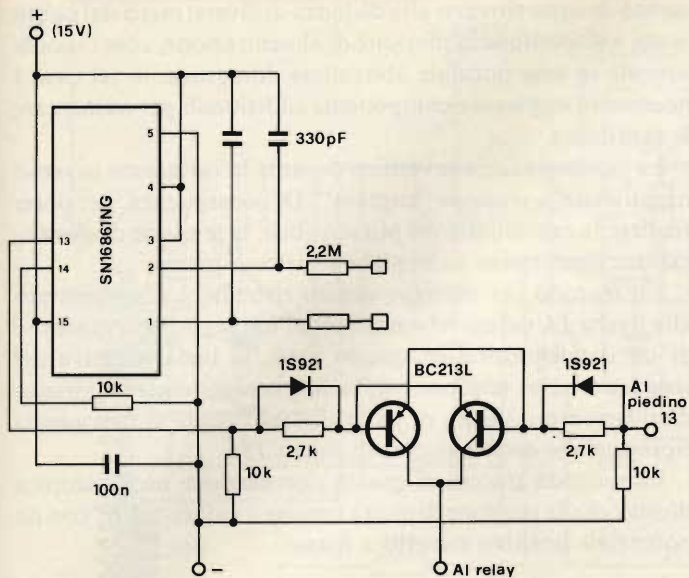 +
(15V)
5
4
3
2
13
14
15
SN16861NG
330pF
2,2M
10k
100n
10k
1S921
2,7k
BC213L
1S921
2,7k
Al
piedino
13
10k
−
Al relay